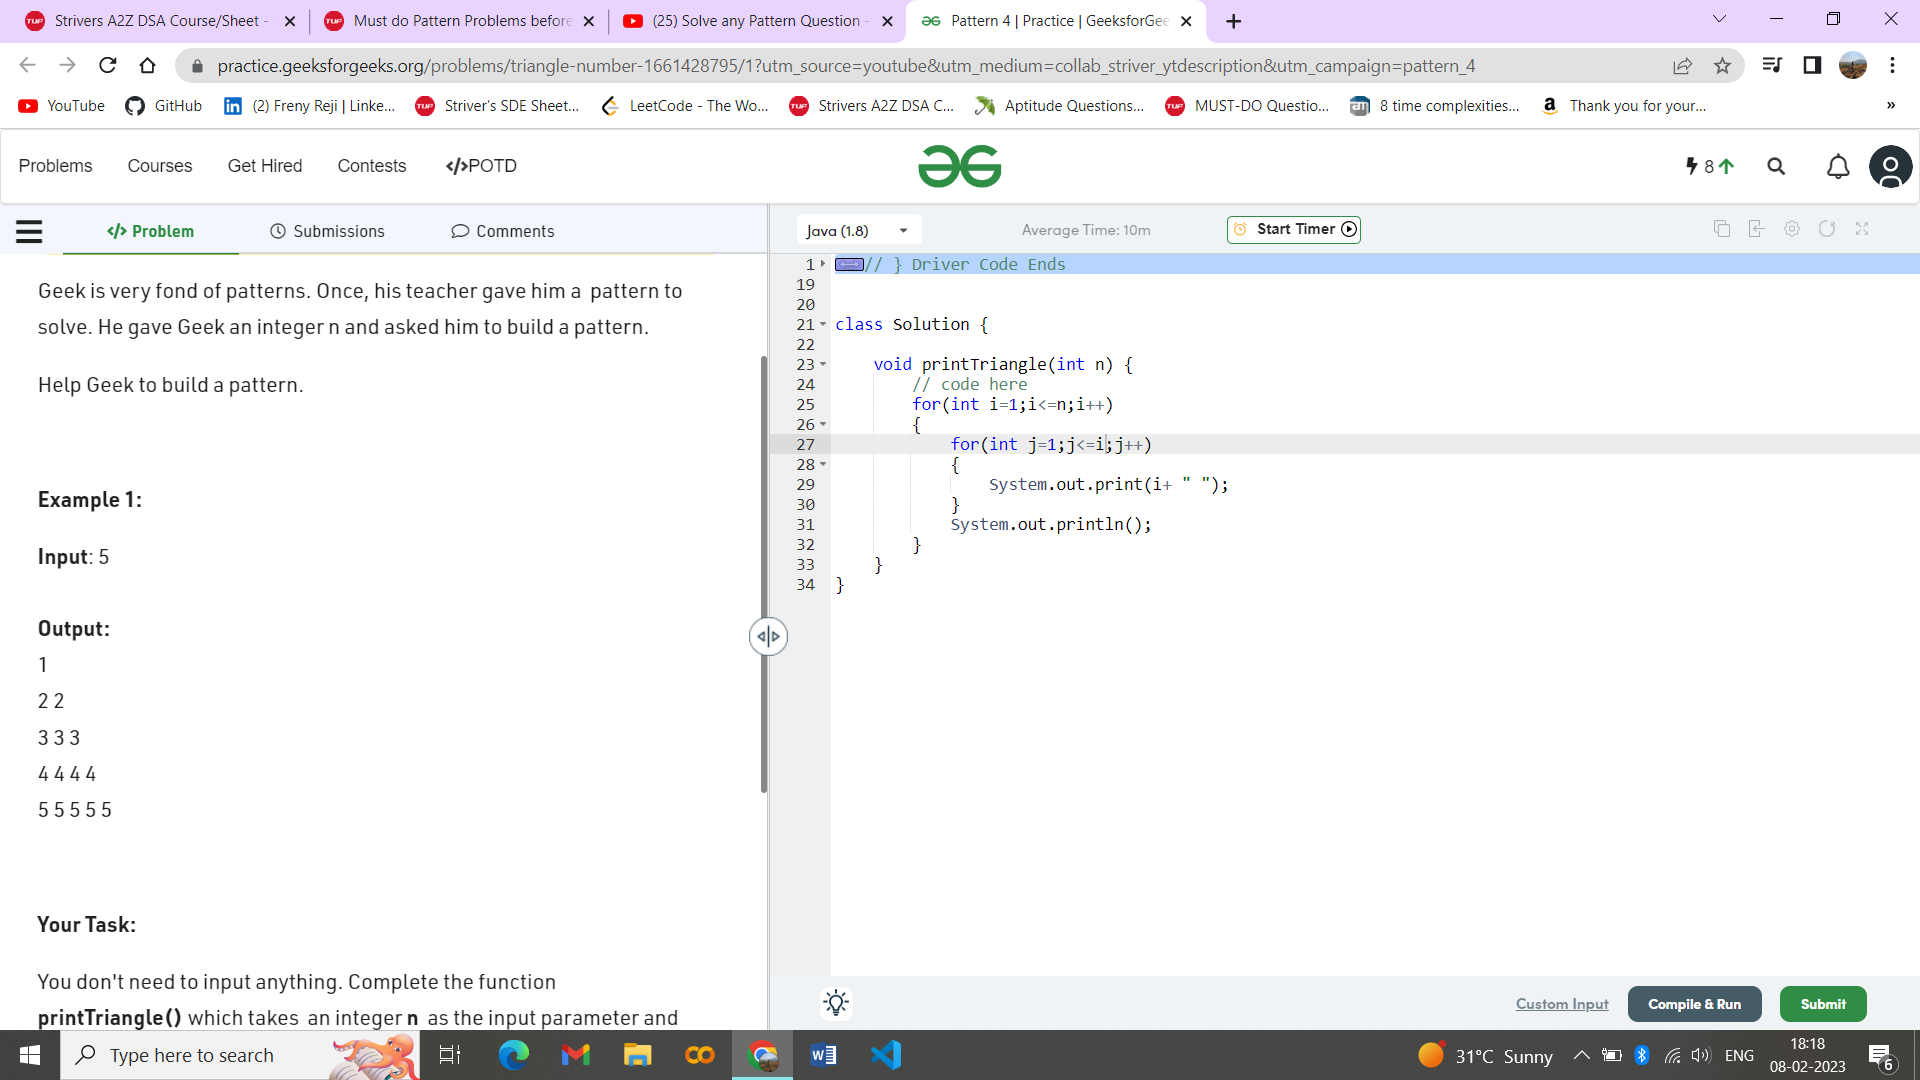 Strivers A2Z DSA Course/Sheet -
Must do Pattern Problems before
(25) Solve any Pattern Question -
Pattern 4 | Practice | GeeksforGee
practice.geeksforgeeks.org/problems/triangle-number-1661428795/1?utm_source=youtube&utm_medium=collab_striver_ytdescription&utm_campaign=pattern_4
YouTube GitHub (2) Freny Reji | Linke... Striver's SDE Sheet... LeetCode - The Wo... Strivers A2Z DSA C... Aptitude Questions... MUST-DO Questio... 8 time complexities... Thank you for your... »
Problems Courses Get Hired Contests </>POTD 8
</> Problem Submissions Comments
Java (1.8) Average Time: 10m Start Timer
Geek is very fond of patterns. Once, his teacher gave him a pattern to
solve. He gave Geek an integer n and asked him to build a pattern.
Help Geek to build a pattern.
Example 1:
Input: 5
Output:
1
2 2
3 3 3
4 4 4 4
5 5 5 5 5
Your Task:
You don't need to input anything. Complete the function
printTriangle() which takes an integer n as the input parameter and
1 // } Driver Code Ends
19
20
21 class Solution {
22
23 void printTriangle(int n) {
24 // code here
25 for(int i=1;i<=n;i++)
26 {
27 for(int j=1;j<=i;j++)
28 {
29 System.out.print(i+ " ");
30 }
31 System.out.println();
32 }
33 }
34 }
Custom Input Compile & Run Submit
Type here to search
31°C Sunny ENG
18:18
08-02-2023
6